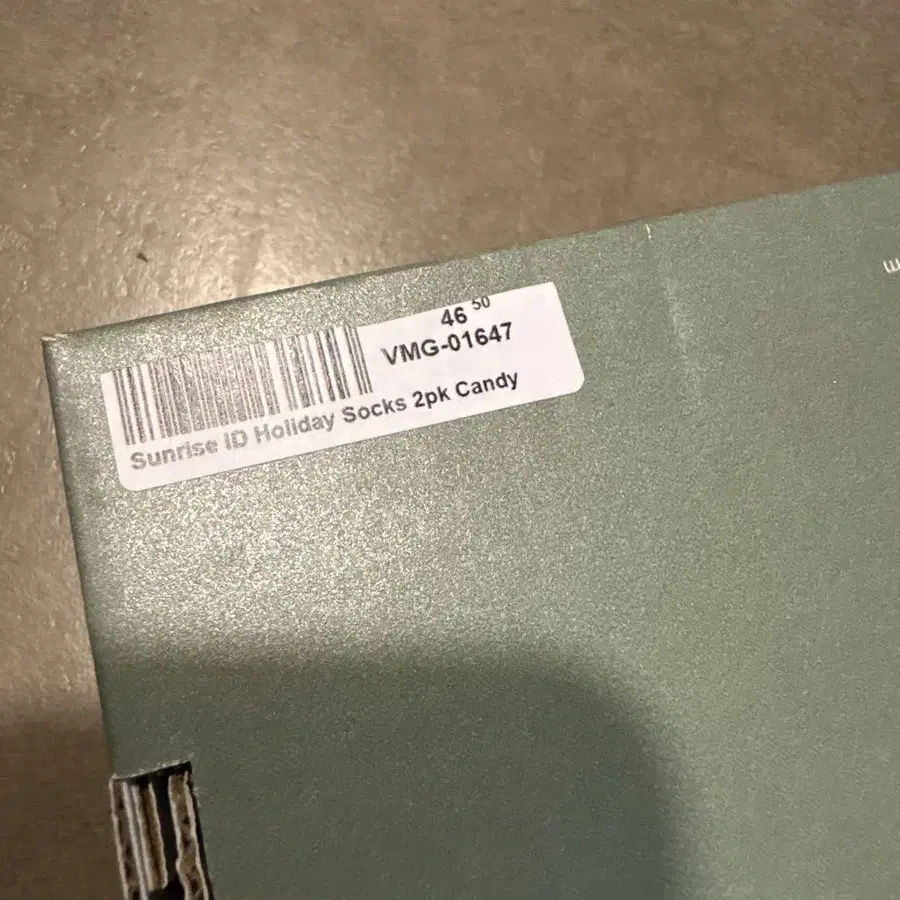 46 50
VMG-01647
Sunrise ID Holiday Socks 2pk Candy